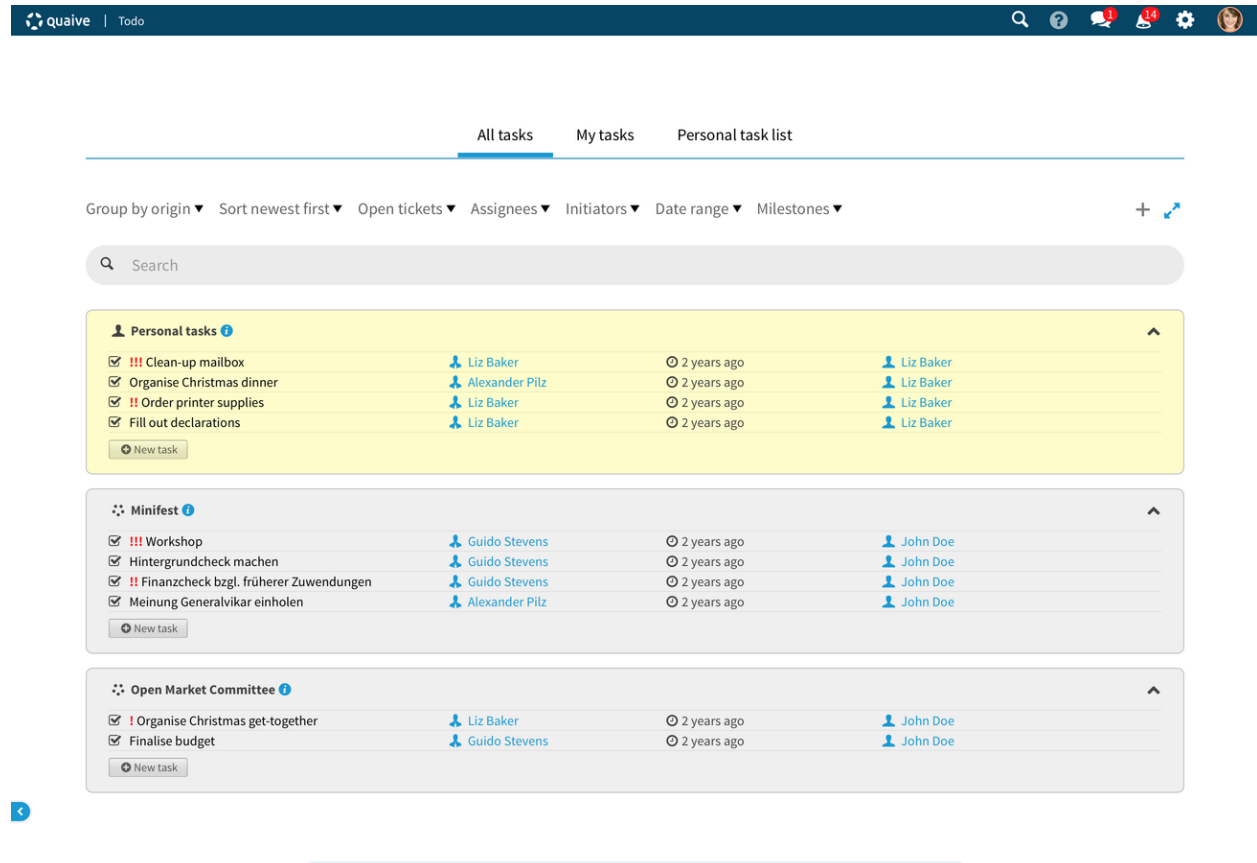 quaive | Todo 1 14
All tasks My tasks Personal task list
Group by origin ▼ Sort newest first ▼ Open tickets ▼ Assignees ▼ Initiators ▼ Date range ▼ Milestones ▼
Search
Personal tasks
!!! Clean-up mailbox Liz Baker 2 years ago Liz Baker
Organise Christmas dinner Alexander Pilz 2 years ago Liz Baker
!! Order printer supplies Liz Baker 2 years ago Liz Baker
Fill out declarations Liz Baker 2 years ago Liz Baker
New task
Minifest
!!! Workshop Guido Stevens 2 years ago John Doe
Hintergrundcheck machen Guido Stevens 2 years ago John Doe
!! Finanzcheck bzgl. früherer Zuwendungen Guido Stevens 2 years ago John Doe
Meinung Generalvikar einholen Alexander Pilz 2 years ago John Doe
New task
Open Market Committee
! Organise Christmas get-together Liz Baker 2 years ago John Doe
Finalise budget Guido Stevens 2 years ago John Doe
New task